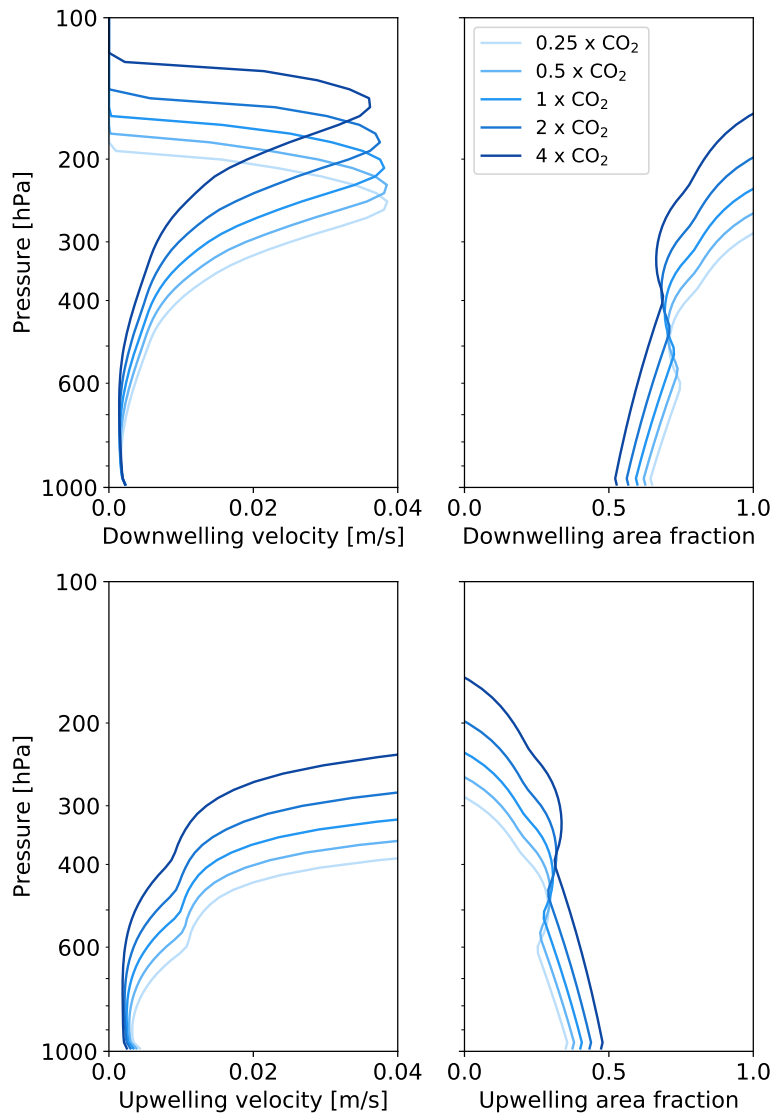 100
200
300
400
600
1000
Pressure [hPa]
0.00
0.02
0.04
Downwelling velocity [m/s]
0.25 x CO₂
0.5 x CO₂
1 x CO₂
2 x CO₂
4 x CO₂
0.0
0.5
1.0
Downwelling area fraction
100
200
300
400
600
1000
Pressure [hPa]
0.00
0.02
0.04
Upwelling velocity [m/s]
0.0
0.5
1.0
Upwelling area fraction